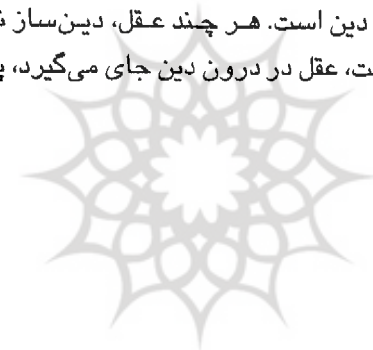 دین است. هر چند عقل، دین‌ساز
ت، عقل در درون دین جای می‌گیرد،